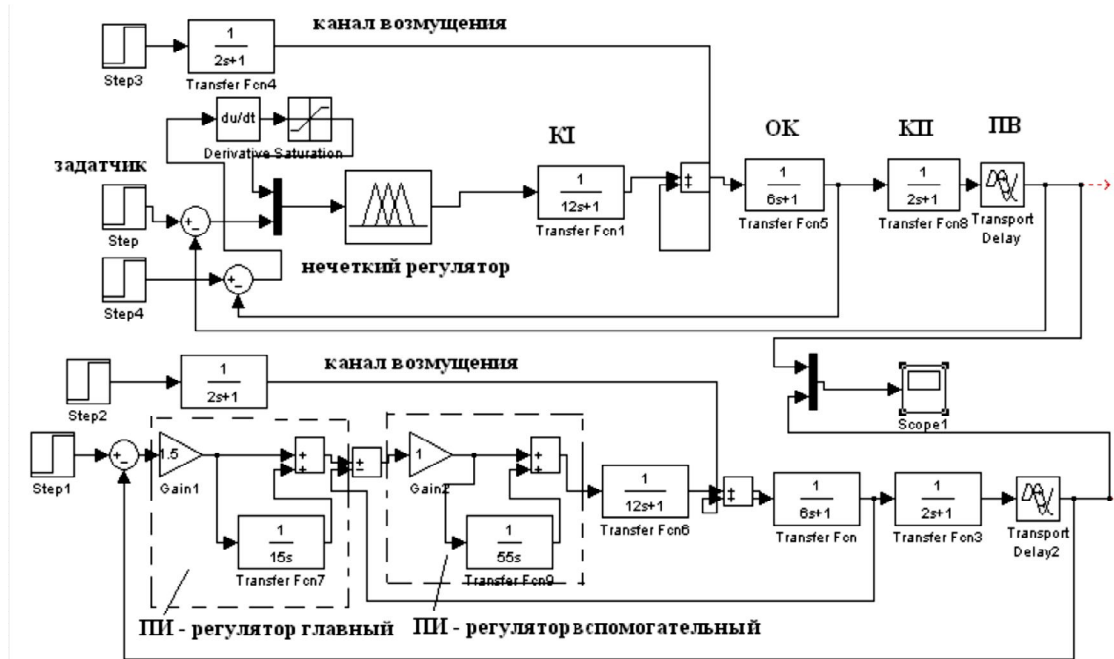 канал возмущения
1
2s+1
Step3
Transfer Fcn4
du/dt
Derivative Saturation
КІ
ОК
КП
ПВ
задатчик
1
12s+1
Transfer Fcn1
1
6s+1
Transfer Fcn5
1
2s+1
Transfer Fcn8
Transport
Delay
Step
нечеткий регулятор
Step4
канал возмущения
1
2s+1
Step2
Scope1
Step1
1.5
Gain1
1
Gain2
1
15s
Transfer Fcn7
1
55s
Transfer Fcn9
1
12s+1
Transfer Fcn6
1
6s+1
Transfer Fcn
1
2s+1
Transfer Fcn3
Transport
Delay2
ПИ - регулятор главный
ПИ - регулятор вспомогательный